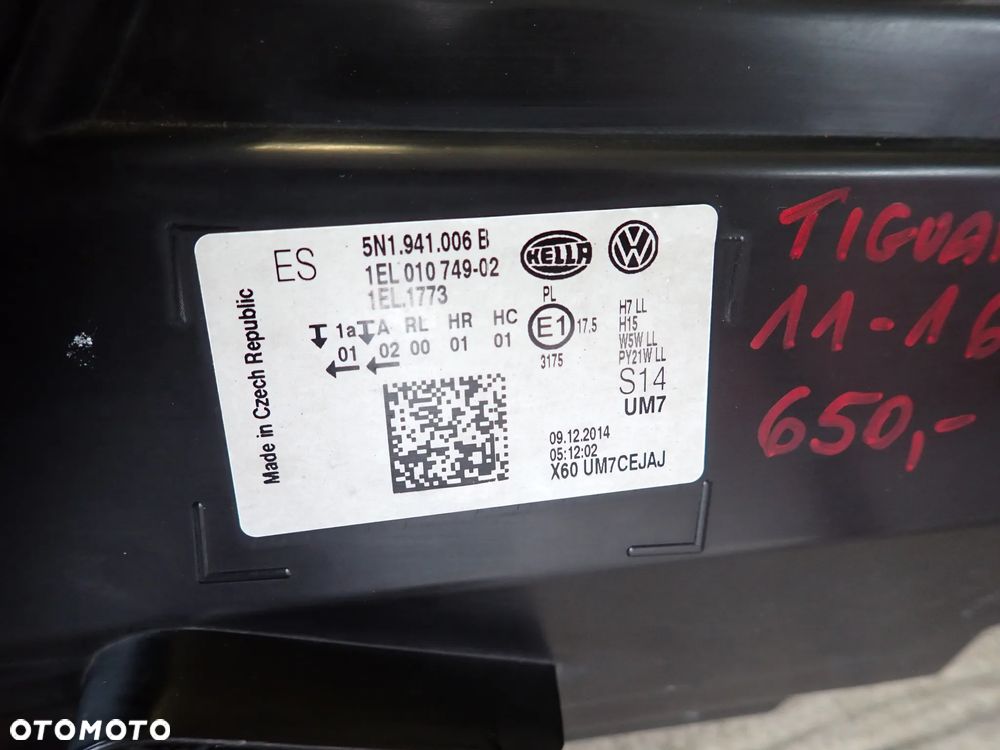 ES
5N1.941.006 B
1EL 010 749-02
1EL.1773
HELLA
VW
Made in Czech Republic
1a A RL HR HC
01 02 00 01 01
PL
E1 17,5
3175
H7 LL
H15
W5W LL
PY21W LL
S14
UM7
09.12.2014
05:12:02
X60 UM7CEJAJ
TIGUA
11-16
650,-
OTOMOTO